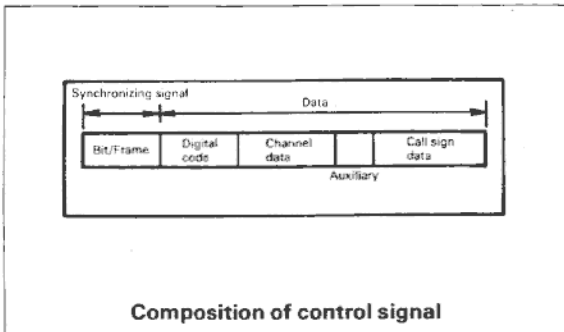 Synchronizing signal
Data
Bit/Frame
Digital
code
Channel
data
Call sign
data
Auxiliary
Composition of control signal